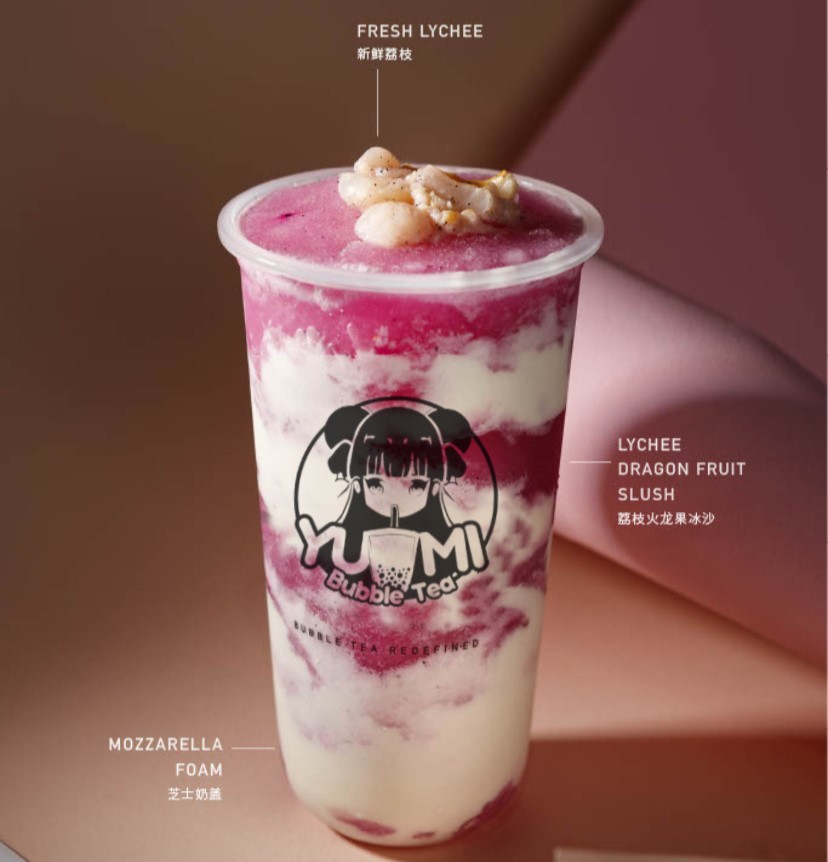 FRESH LYCHEE
新鲜荔枝
LYCHEE
DRAGON FRUIT
SLUSH
荔枝火龙果冰沙
YUMI
Bubble Tea
BUBBLE TEA REDEFINED
MOZZARELLA
FOAM
芝士奶盖